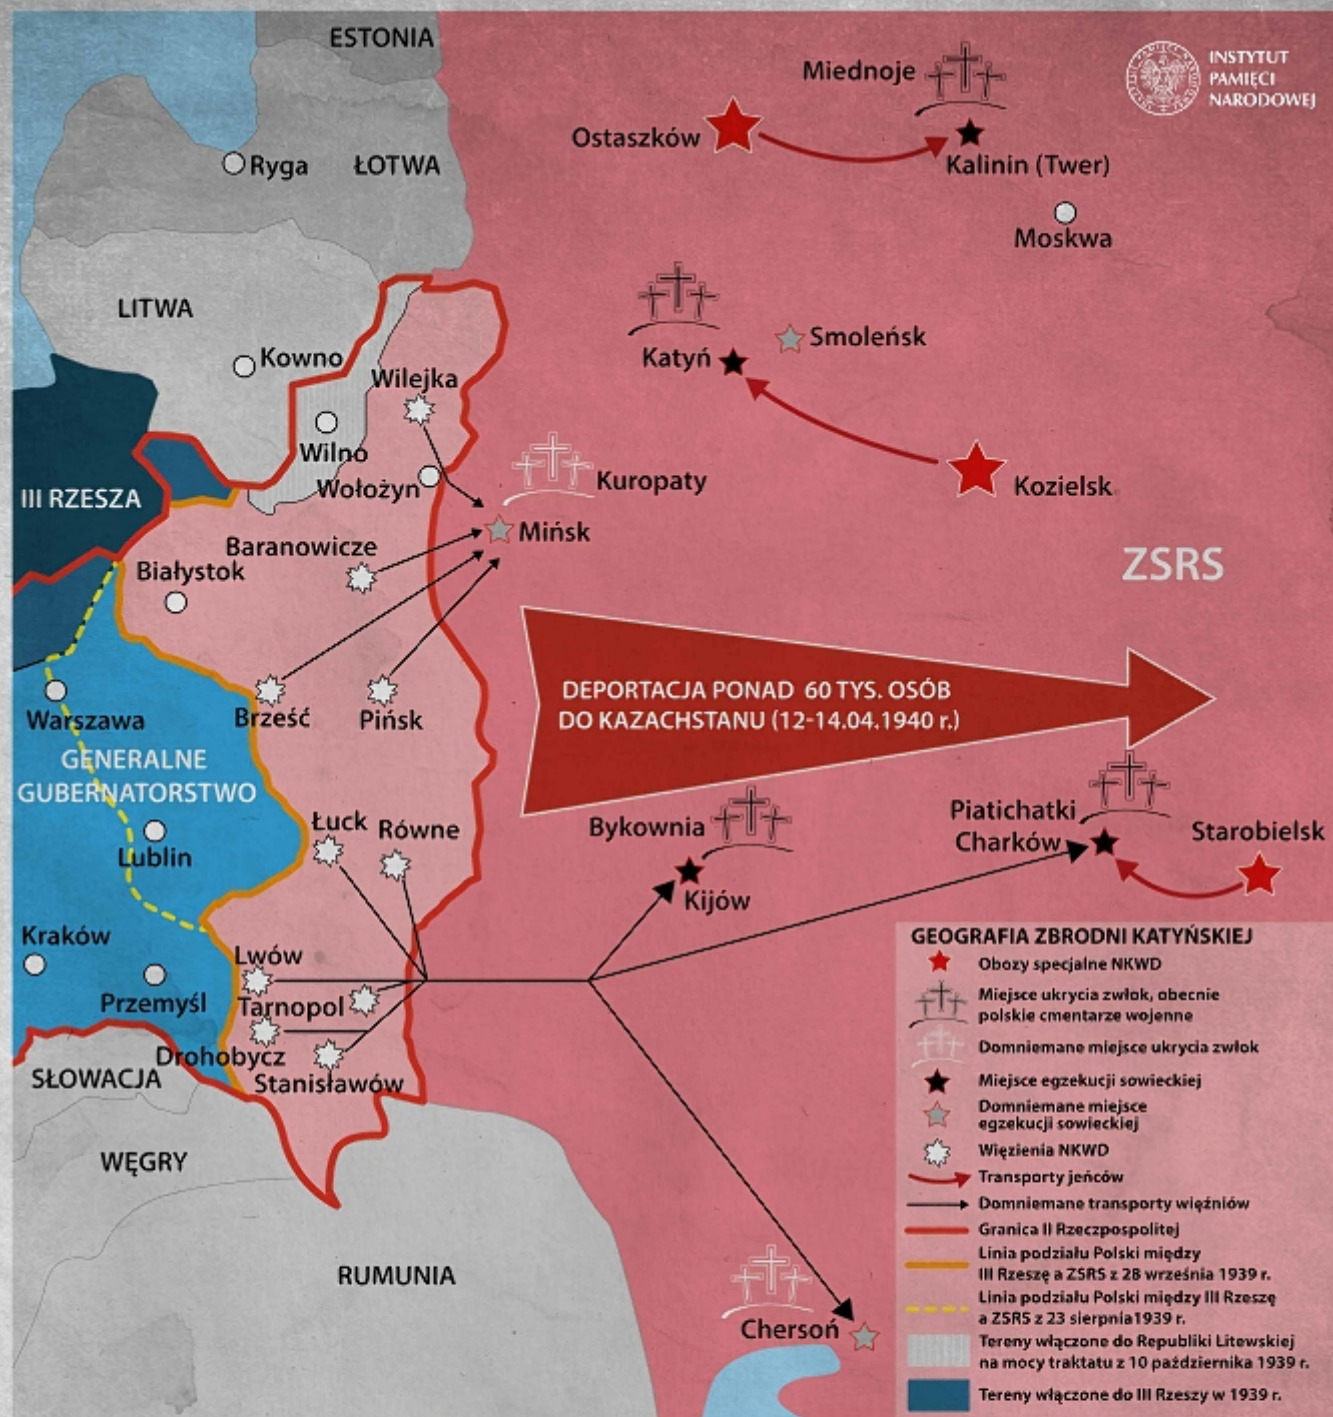 ESTONIA
Miednoje
INSTYTUT
PAMIĘCI
NARODOWEJ
Ostaszków
Kalinin (Twer)
Ryga
ŁOTWA
Moskwa
LITWA
Smoleńsk
Katyń
Kowno
Wilejka
Wilno
Wołożyn
Kuropaty
Kozielsk
III RZESZA
Mińsk
Baranowicze
Białystok
ZSRS
DEPORTACJA PONAD 60 TYS. OSÓB
DO KAZACHSTANU (12-14.04.1940 r.)
Warszawa
Brześć
Pińsk
GENERALNE
GUBERNATORSTWO
Łuck
Równe
Bykownia
Piatichatki
Charków
Starobielsk
Lublin
Kijów
Kraków
Lwów
Przemyśl
Tarnopol
Drohobycz
Stanisławów
SŁOWACJA
WĘGRY
RUMUNIA
Chersoń
GEOGRAFIA ZBRODNI KATYŃSKIEJ
Obozy specjalne NKWD
Miejsce ukrycia zwłok, obecnie
polskie cmentarze wojenne
Domniemane miejsce ukrycia zwłok
Miejsce egzekucji sowieckiej
Domniemane miejsce
egzekucji sowieckiej
Więzienia NKWD
Transporty jeńców
Domniemane transporty więźniów
Granica II Rzeczpospolitej
Linia podziału Polski między
III Rzeszę a ZSRS z 28 września 1939 r.
Linia podziału Polski między III Rzeszę
a ZSRS z 23 sierpnia1939 r.
Tereny włączone do Republiki Litewskiej
na mocy traktatu z 10 października 1939 r.
Tereny włączone do III Rzeszy w 1939 r.